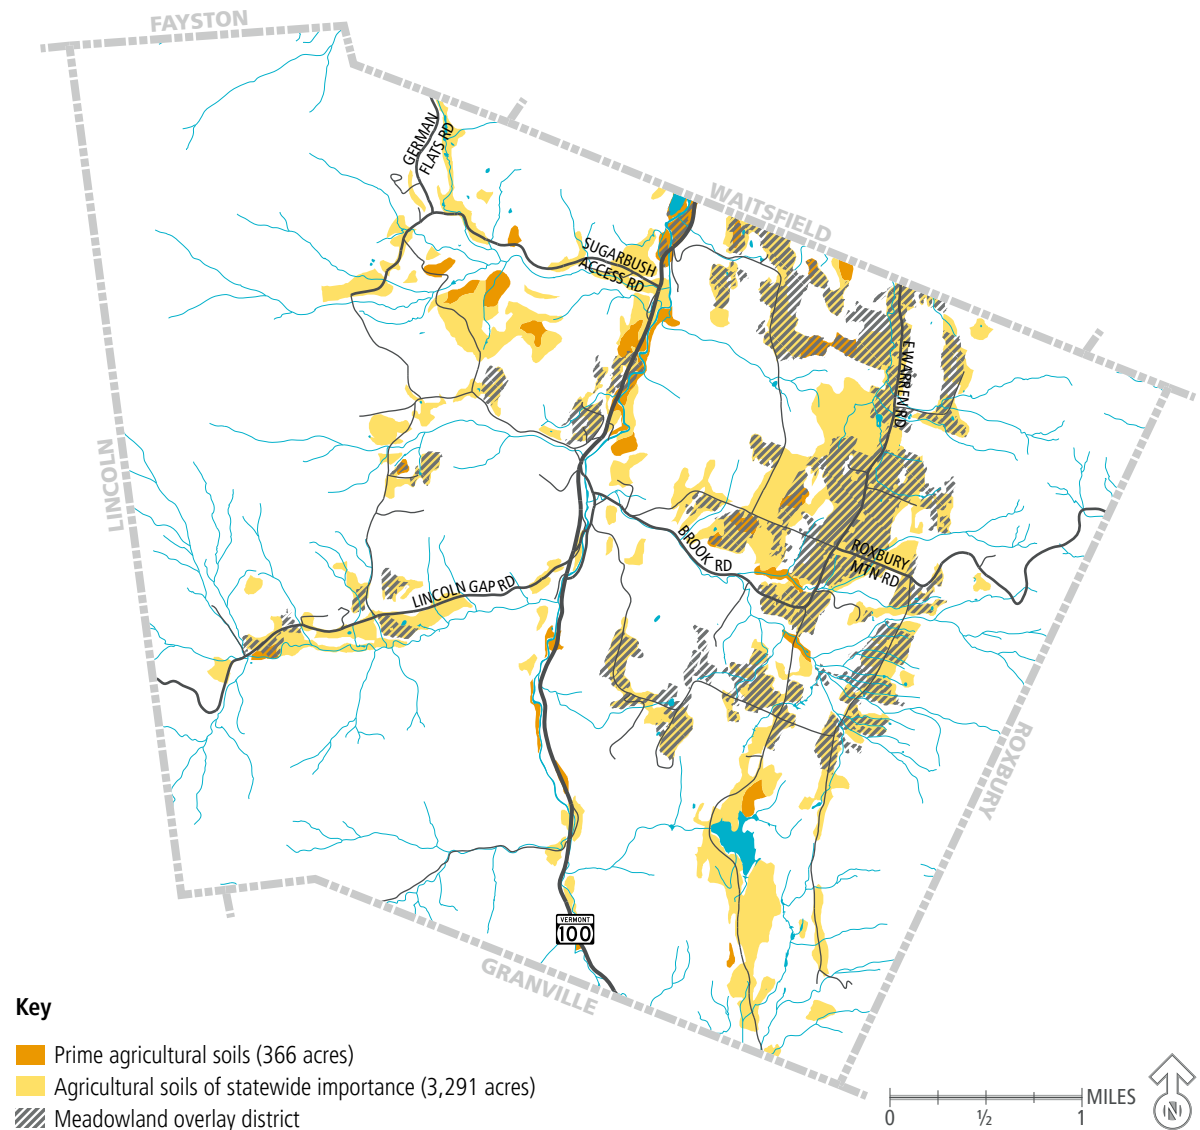 FAYSTON
WAITSFIELD
GERMAN
FLATS RD
SUGARBUSH
ACCESS RD
E WARREN RD
LINCOLN
BROOK RD
ROXBURY
MTN RD
LINCOLN GAP RD
ROXBURY
VERMONT
100
GRANVILLE
Key
Prime agricultural soils (366 acres)
Agricultural soils of statewide importance (3,291 acres)
Meadowland overlay district
MILES
0 ½ 1
N